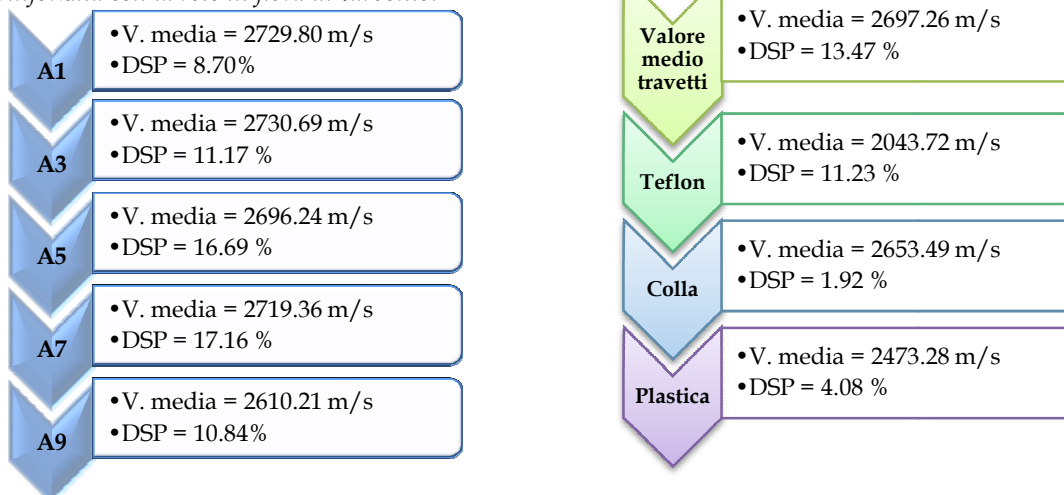 A1
•V. media = 2729.80 m/s
•DSP = 8.70%
A3
•V. media = 2730.69 m/s
•DSP = 11.17 %
A5
•V. media = 2696.24 m/s
•DSP = 16.69 %
A7
•V. media = 2719.36 m/s
•DSP = 17.16 %
A9
•V. media = 2610.21 m/s
•DSP = 10.84%
Valore
medio
travetti
•V. media = 2697.26 m/s
•DSP = 13.47 %
Teflon
•V. media = 2043.72 m/s
•DSP = 11.23 %
Colla
•V. media = 2653.49 m/s
•DSP = 1.92 %
Plastica
•V. media = 2473.28 m/s
•DSP = 4.08 %